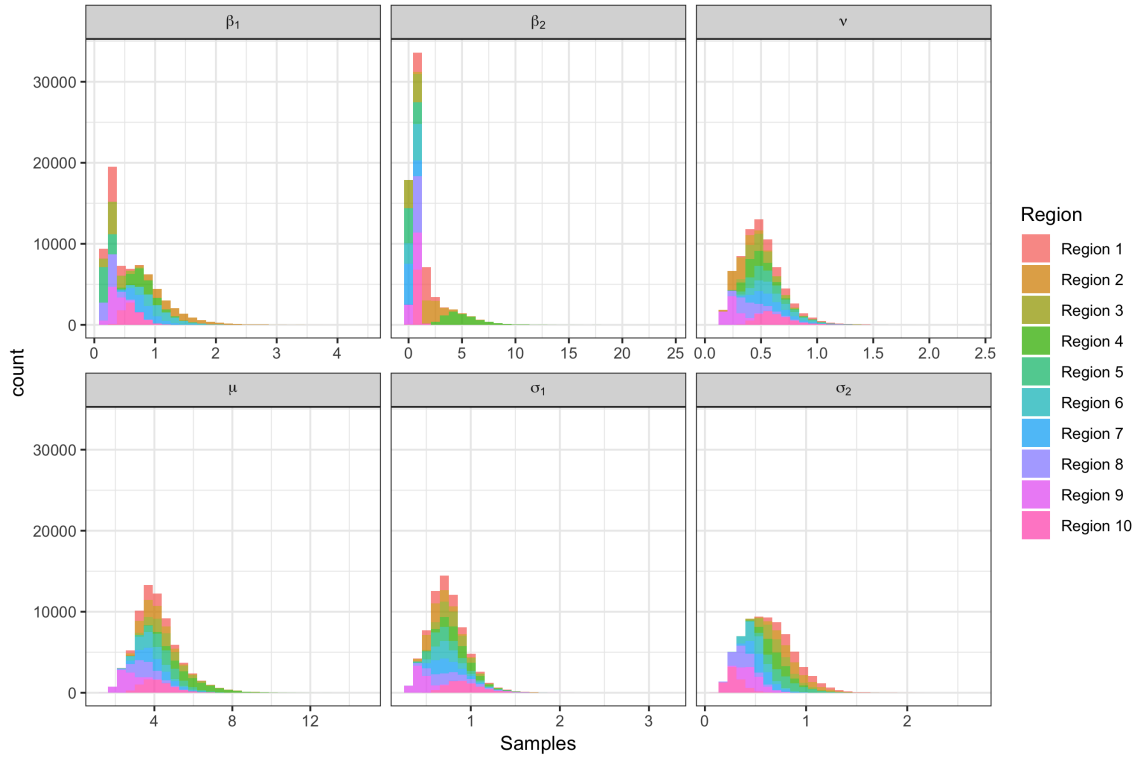 β1
β2
ν
30000
20000
10000
0
0 1 2 3 4
0 5 10 15 20 25
0.0 0.5 1.0 1.5 2.0 2.5
count
μ
σ1
σ2
30000
20000
10000
0
4 8 12
1 2 3
0 1 2
Samples
Region
Region 1
Region 2
Region 3
Region 4
Region 5
Region 6
Region 7
Region 8
Region 9
Region 10